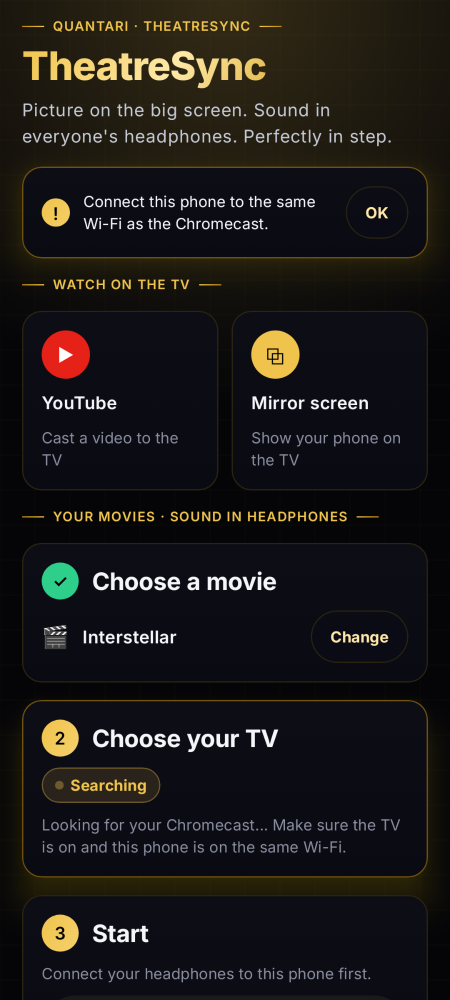 QUANTARI · THEATRESYNC
TheatreSync
Picture on the big screen. Sound in
everyone's headphones. Perfectly in step.
!
Connect this phone to the same
Wi-Fi as the Chromecast.
OK
WATCH ON THE TV
YouTube
Cast a video to the
TV
Mirror screen
Show your phone on
the TV
YOUR MOVIES · SOUND IN HEADPHONES
Choose a movie
Interstellar
Change
2
Choose your TV
Searching
Looking for your Chromecast... Make sure the TV
is on and this phone is on the same Wi-Fi.
3
Start
Connect your headphones to this phone first.